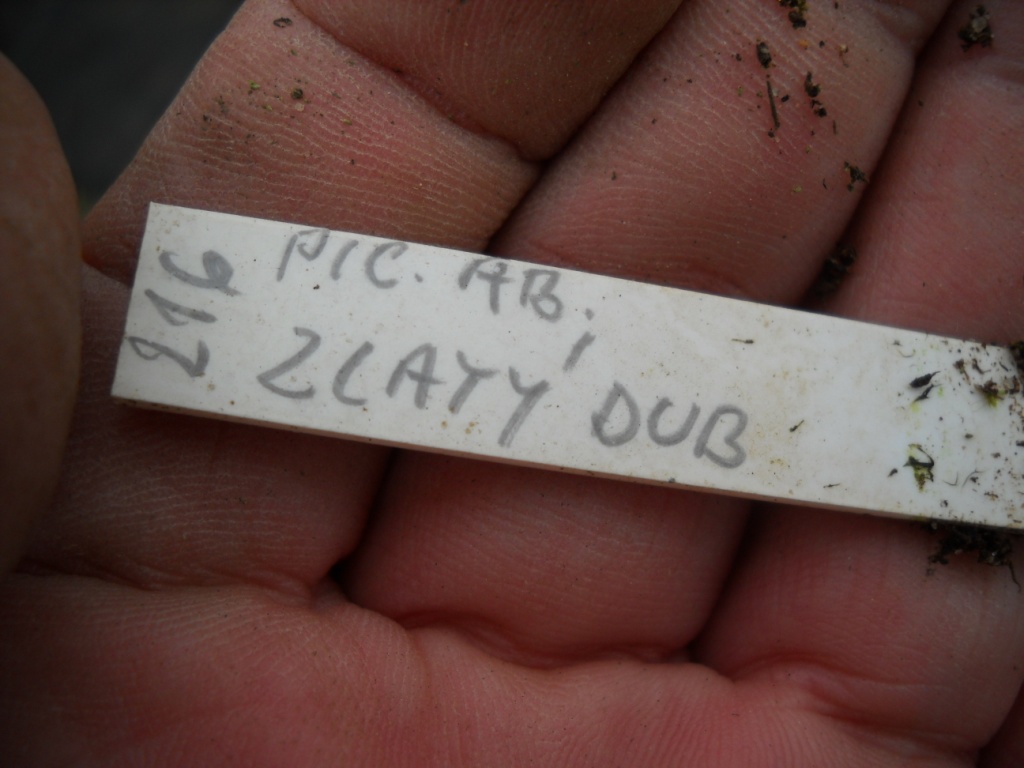 PIC. AB.
ZLATÝ DUB
216